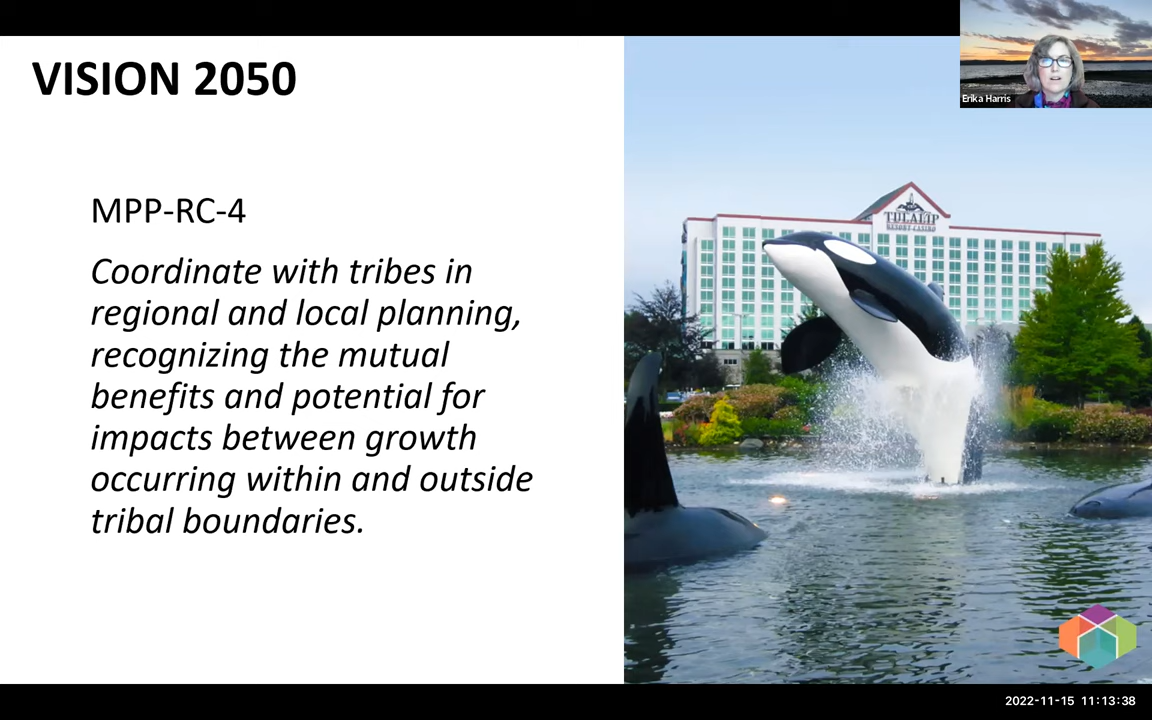 VISION 2050
Erika Harris
MPP-RC-4
TULALIP
RESORT CASINO
Coordinate with tribes in
regional and local planning,
recognizing the mutual
benefits and potential for
impacts between growth
occurring within and outside
tribal boundaries.
2022-11-15 11:13:38